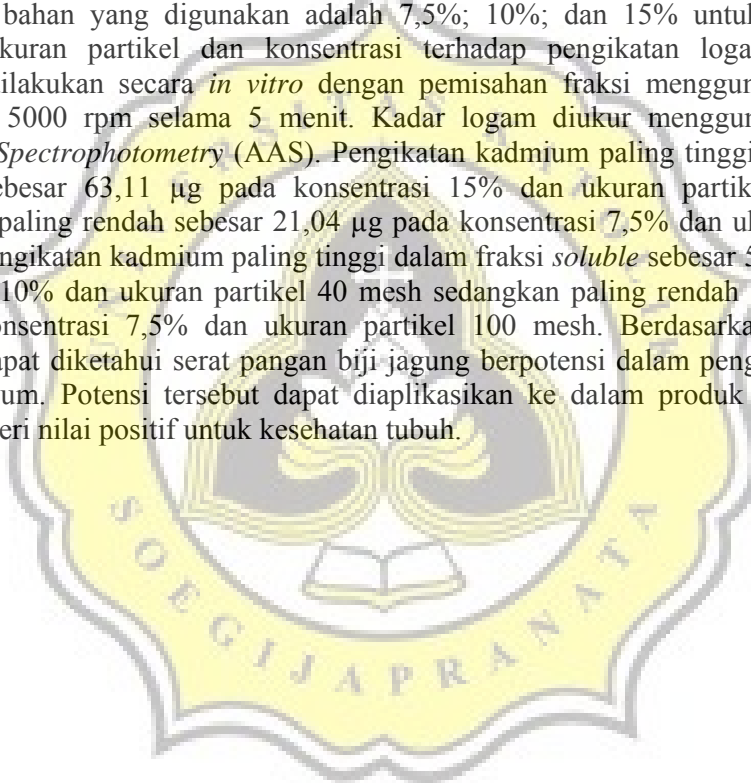 bahan yang digunakan adalah 7,5%; 10%; dan 15% untuk
kuran partikel dan konsentrasi terhadap pengikatan loga
ilakukan secara in vitro dengan pemisahan fraksi menggun
5000 rpm selama 5 menit. Kadar logam diukur menggun
Spectrophotometry (AAS). Pengikatan kadmium paling tinggi
ebesar 63,11 µg pada konsentrasi 15% dan ukuran partik
paling rendah sebesar 21,04 µg pada konsentrasi 7,5% dan ul
ngikatan kadmium paling tinggi dalam fraksi soluble sebesar 5
10% dan ukuran partikel 40 mesh sedangkan paling rendah
onsentrasi 7,5% dan ukuran partikel 100 mesh. Berdasarka
apat diketahui serat pangan biji jagung berpotensi dalam peng
um. Potensi tersebut dapat diaplikasikan ke dalam produk
eri nilai positif untuk kesehatan tubuh.
SOEGIJAPRANATA